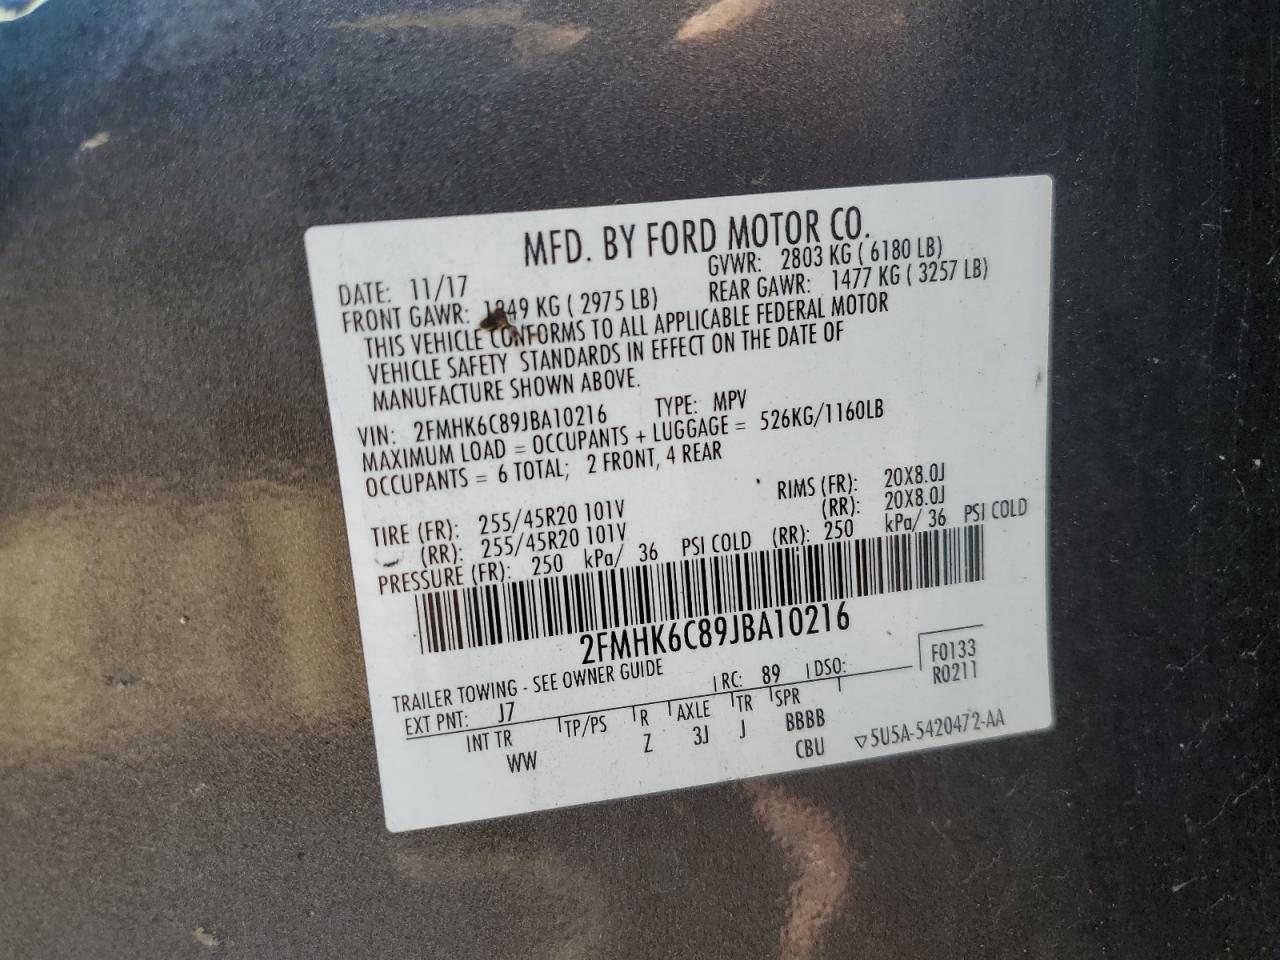 MFD. BY FORD MOTOR CO.
DATE: 11/17 GVWR: 2803 KG ( 6180 LB)
FRONT GAWR: 1349 KG ( 2975 LB) REAR GAWR: 1477 KG ( 3257 LB)
THIS VEHICLE CONFORMS TO ALL APPLICABLE FEDERAL MOTOR
VEHICLE SAFETY STANDARDS IN EFFECT ON THE DATE OF
MANUFACTURE SHOWN ABOVE.
VIN: 2FMHK6C89JBA10216 TYPE: MPV
MAXIMUM LOAD = OCCUPANTS + LUGGAGE = 526KG/1160LB
OCCUPANTS = 6 TOTAL; 2 FRONT, 4 REAR
TIRE (FR): 255/45R20 101V RIMS (FR): 20X8.0J
(RR): 255/45R20 101V (RR): 20X8.0J
PRESSURE (FR): 250 kPa/ 36 PSI COLD (RR): 250 kPa/ 36 PSI COLD
2FMHK6C89JBA10216
TRAILER TOWING - SEE OWNER GUIDE
EXT PNT: J7 RC: 89 DSO: F0133
R0211
INT TR TP/PS R AXLE TR SPR
WW Z 3J J BBBB
CBU ▽5U5A-5420472-AA